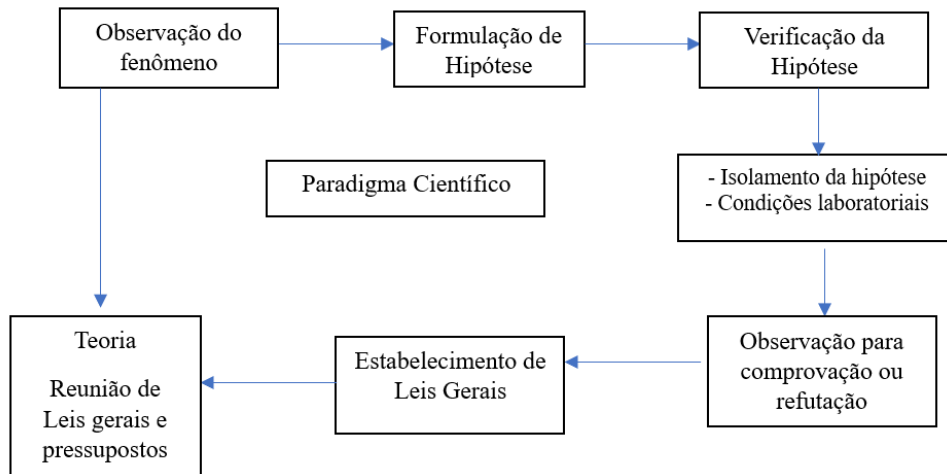 Observação do
fenômeno
Formulação de
Hipótese
Verificação da
Hipótese
Paradigma Científico
- Isolamento da hipótese
- Condições laboratoriais
Teoria
Reunião de
Leis gerais e
pressupostos
Estabelecimento de
Leis Gerais
Observação para
comprovação ou
refutação